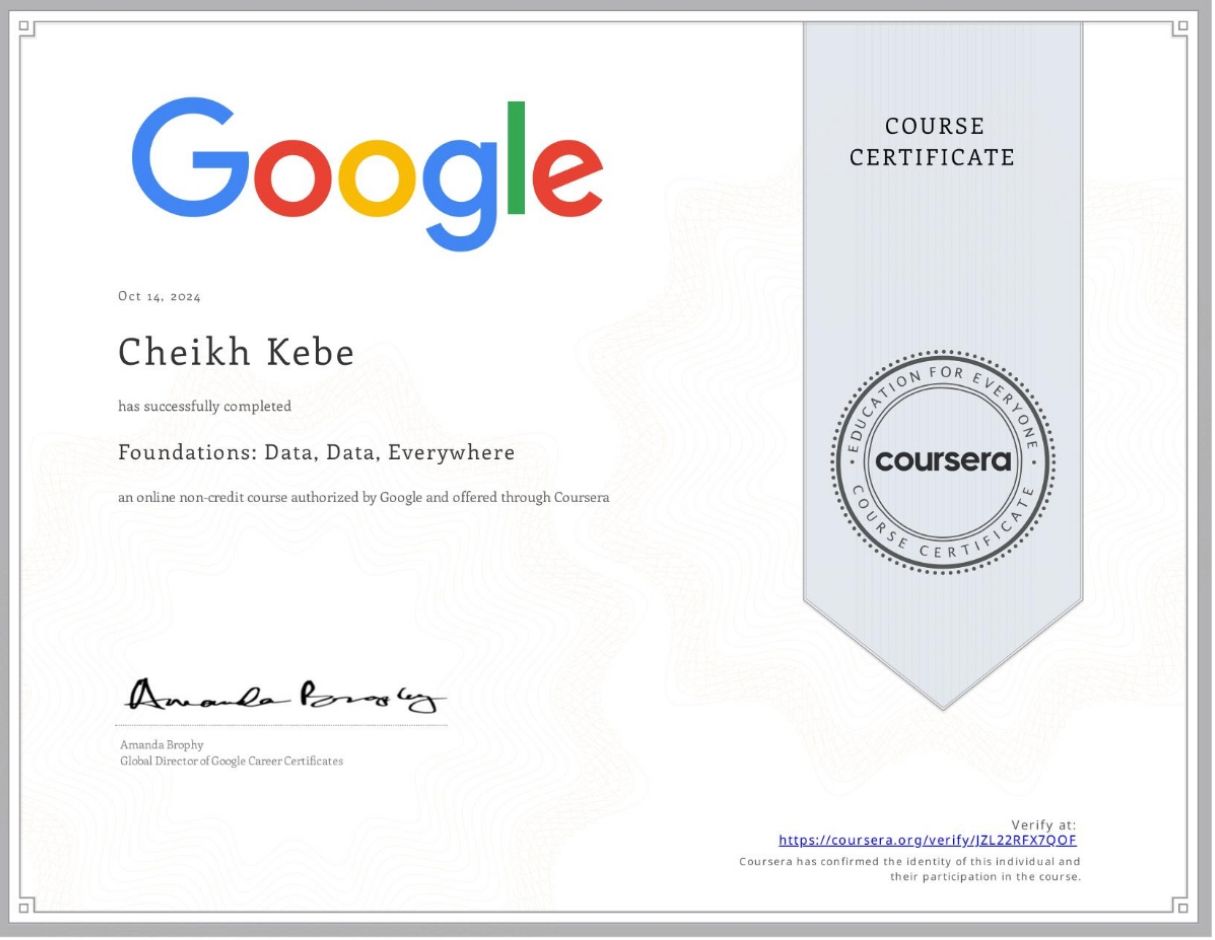 Google
COURSE
CERTIFICATE
Oct 14, 2024
Cheikh Kebe
has successfully completed
Foundations: Data, Data, Everywhere
an online non-credit course authorized by Google and offered through Coursera
EDUCATION FOR EVERYONE
coursera
COURSE CERTIFICATE
Amanda Brophy
Amanda Brophy
Global Director of Google Career Certificates
Verify at:
https://coursera.org/verify/JZL22RFX7QOF
Coursera has confirmed the identity of this individual and
their participation in the course.